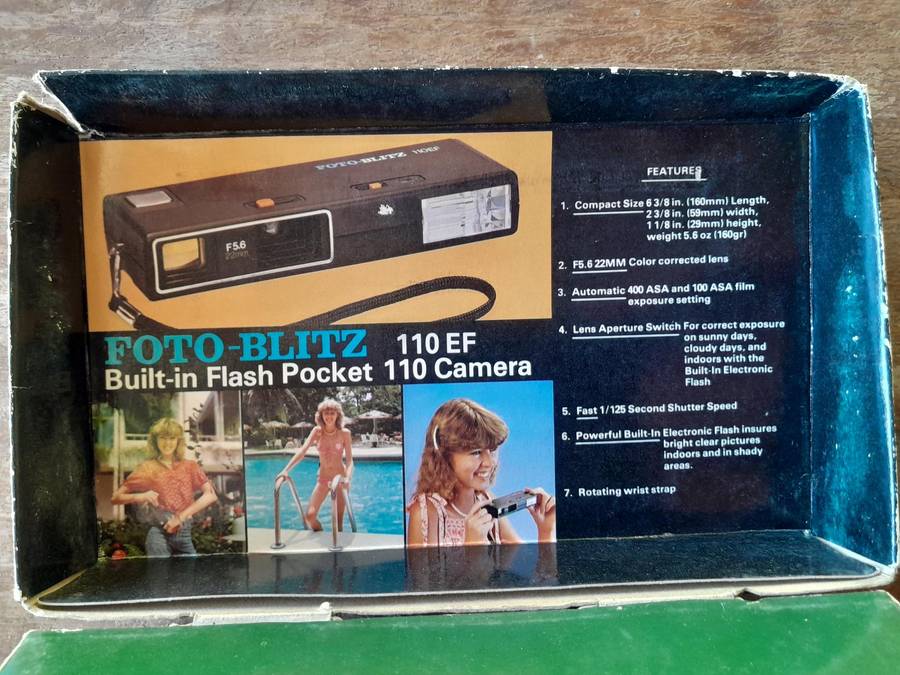 FOTO-BLITZ 110EF
F5.6
22mm
FOTO-BLITZ 110 EF
Built-in Flash Pocket 110 Camera
FEATURES
1. Compact Size 6 3/8 in. (160mm) Length,
2 3/8 in. (59mm) width,
1 1/8 in. (29mm) height,
weight 5.6 oz (160gr)
2. F5.6 22MM Color corrected lens
3. Automatic 400 ASA and 100 ASA film
exposure setting
4. Lens Aperture Switch For correct exposure
on sunny days,
cloudy days, and
indoors with the
Built-In Electronic
Flash
5. Fast 1/125 Second Shutter Speed
6. Powerful Built-In Electronic Flash insures
bright clear pictures
indoors and in shady
areas.
7. Rotating wrist strap